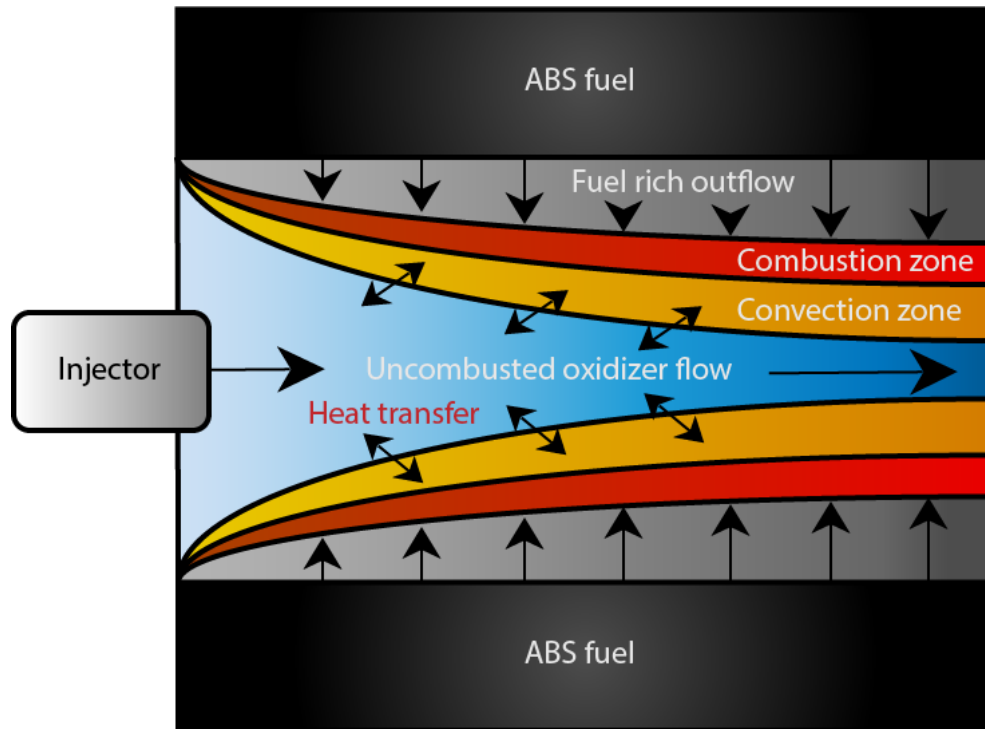 ABS fuel
Fuel rich outflow
Combustion zone
Convection zone
Injector
Uncombusted oxidizer flow
Heat transfer
ABS fuel